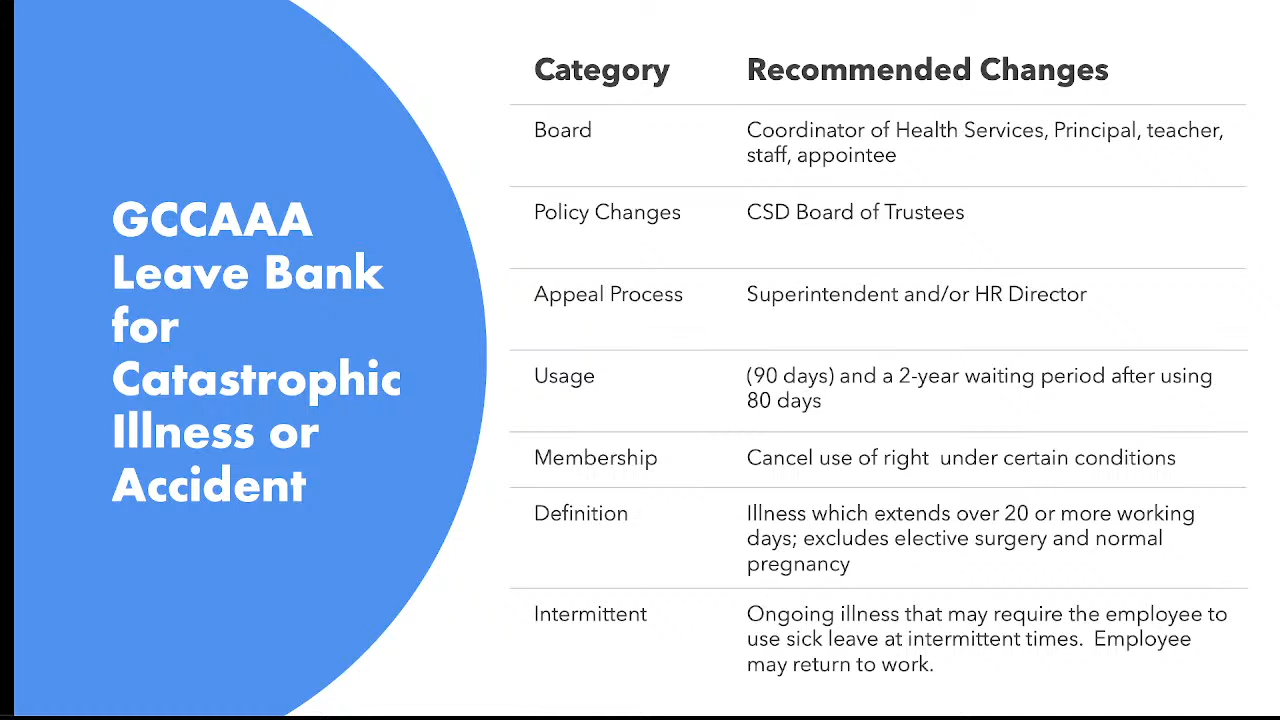 GCCAAA
Leave Bank
for
Catastrophic
Illness or
Accident
Category Recommended Changes
Board Coordinator of Health Services, Principal, teacher,
staff, appointee
Policy Changes CSD Board of Trustees
Appeal Process Superintendent and/or HR Director
Usage (90 days) and a 2-year waiting period after using
80 days
Membership Cancel use of right  under certain conditions
Definition Illness which extends over 20 or more working
days; excludes elective surgery and normal
pregnancy
Intermittent Ongoing illness that may require the employee to
use sick leave at intermittent times.  Employee
may return to work.